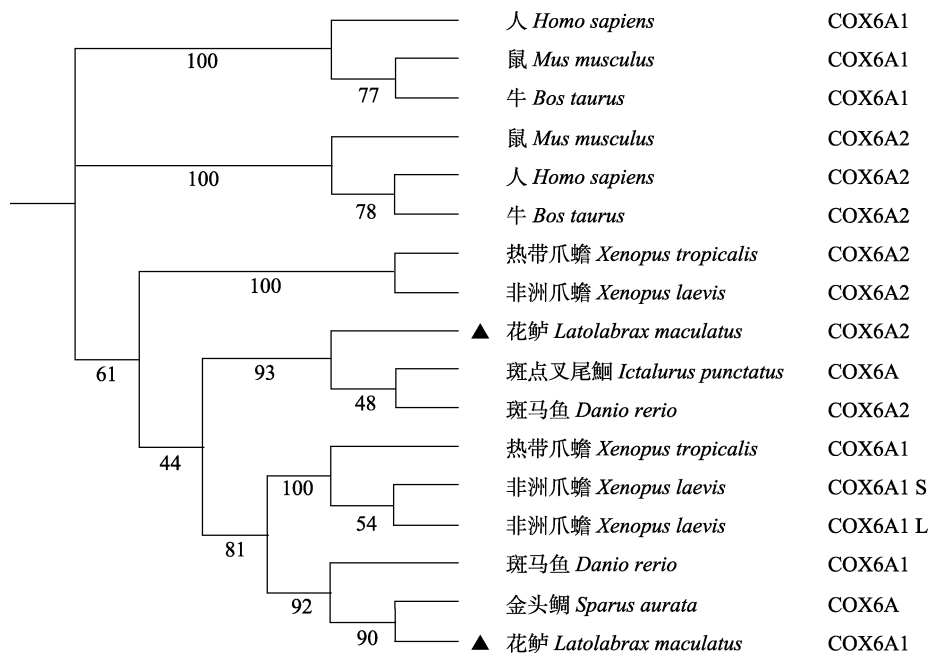 人 Homo sapiens COX6A1
100
鼠 Mus musculus COX6A1
77
牛 Bos taurus COX6A1
鼠 Mus musculus COX6A2
100
人 Homo sapiens COX6A2
78
牛 Bos taurus COX6A2
热带爪蟾 Xenopus tropicalis COX6A2
100
非洲爪蟾 Xenopus laevis COX6A2
▲ 花鲈 Latolabrax maculatus COX6A2
61
93
斑点叉尾鮰 Ictalurus punctatus COX6A
48
斑马鱼 Danio rerio COX6A2
热带爪蟾 Xenopus tropicalis COX6A1
44
100
非洲爪蟾 Xenopus laevis COX6A1 S
54
非洲爪蟾 Xenopus laevis COX6A1 L
81
斑马鱼 Danio rerio COX6A1
92
金头鲷 Sparus aurata COX6A
90
▲ 花鲈 Latolabrax maculatus COX6A1